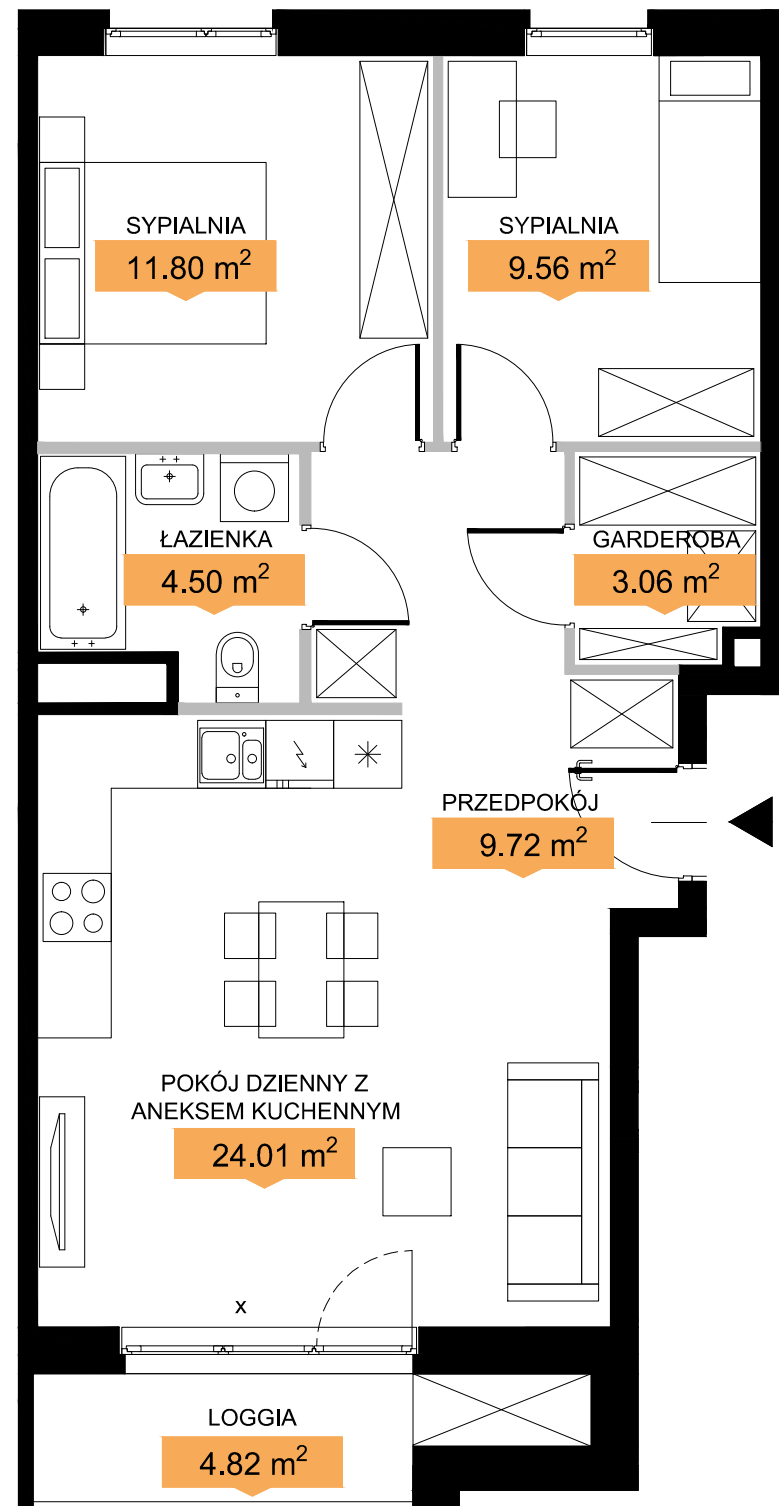 SYPIALNIA
11.80 m²
SYPIALNIA
9.56 m²
ŁAZIENKA
4.50 m²
GARDEROBA
3.06 m²
PRZEDPOKÓJ
9.72 m²
POKÓJ DZIENNY Z
ANEKSEM KUCHENNYM
24.01 m²
x
LOGGIA
4.82 m²